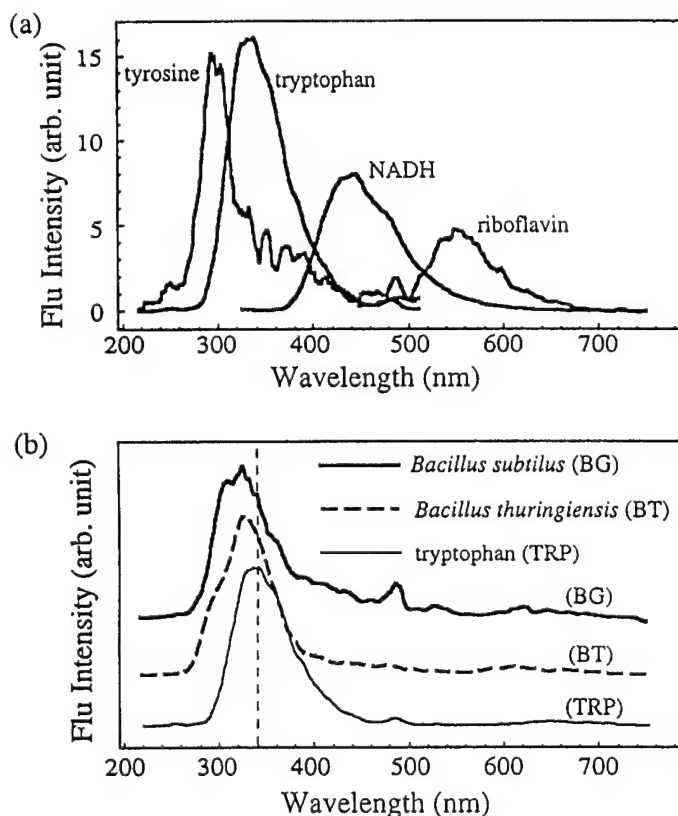 (a)
Flu Intensity (arb. unit)
15
10
5
0
tyrosine
tryptophan
NADH
riboflavin
200 300 400 500 600 700
Wavelength (nm)
(b)
Flu Intensity (arb. unit)
Bacillus subtilus (BG)
Bacillus thuringiensis (BT)
tryptophan (TRP)
(BG)
(BT)
(TRP)
200 300 400 500 600 700
Wavelength (nm)